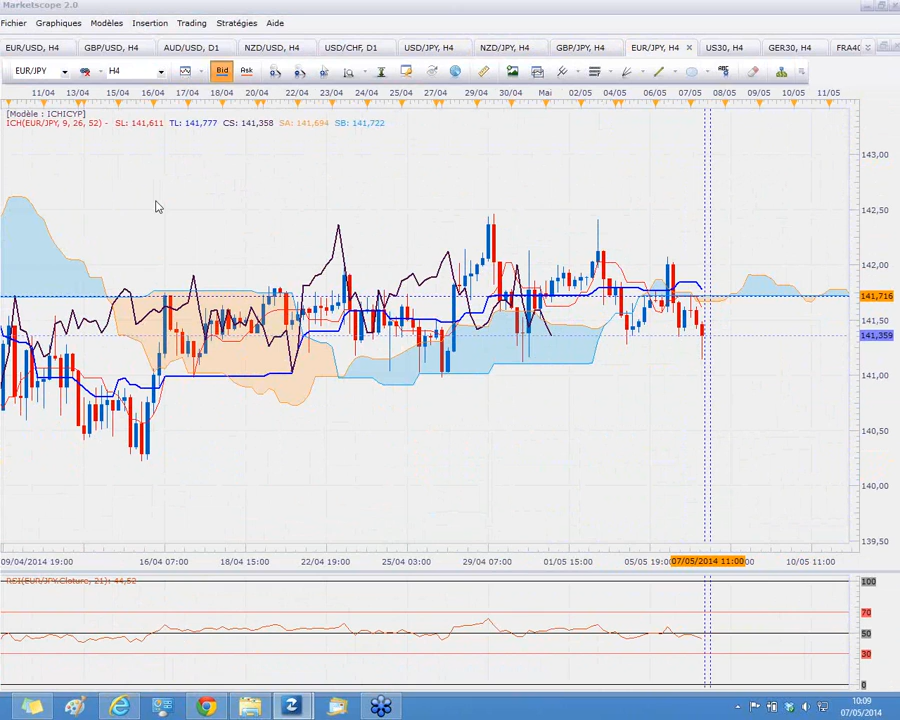 Marketscope 2.0
Fichier Graphiques Modèles Insertion Trading Stratégies Aide
EUR/USD, H4 GBP/USD, H4 AUD/USD, D1 NZD/USD, H4 USD/CHF, D1 USD/JPY, H4 NZD/JPY, H4 GBP/JPY, H4 EUR/JPY, H4 US30, H4 GER30, H4 FRA40
EUR/JPY H4 Bid Ask ABC
11/04 13/04 15/04 16/04 17/04 18/04 20/04 22/04 23/04 24/04 25/04 27/04 29/04 30/04 Mai 02/05 04/05 06/05 07/05 08/05 09/05 10/05 11/05
[Modèle : ICHICYP]
ICH(EUR/JPY, 9, 26, 52) - SL: 141,611 TL: 141,777 CS: 141,358 SA: 141,694 SB: 141,722
143,00
142,50
142,00
141,716
141,50
141,359
141,00
140,50
140,00
139,50
09/04/2014 19:00 16/04 07:00 18/04 15:00 22/04 19:00 25/04 03:00 29/04 07:00 01/05 15:00 05/05 19:00 07/05/2014 11:00 10/05 11:00
RSI(EUR/JPY.Cloture, 21): 44,52
100
70
50
30
0
10:09
07/05/2014